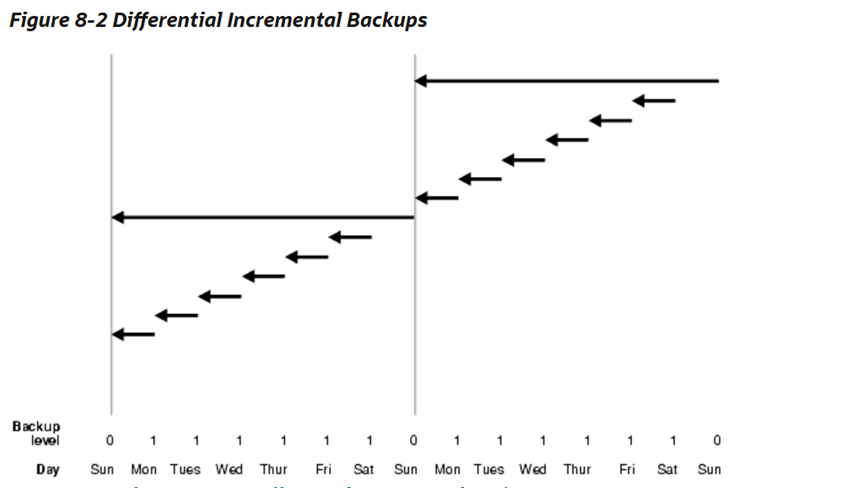 Figure 8-2 Differential Incremental Backups
Backup
level 0 1 1 1 1 1 1 0 1 1 1 1 1 1 0
Day Sun Mon Tues Wed Thur Fri Sat Sun Mon Tues Wed Thur Fri Sat Sun